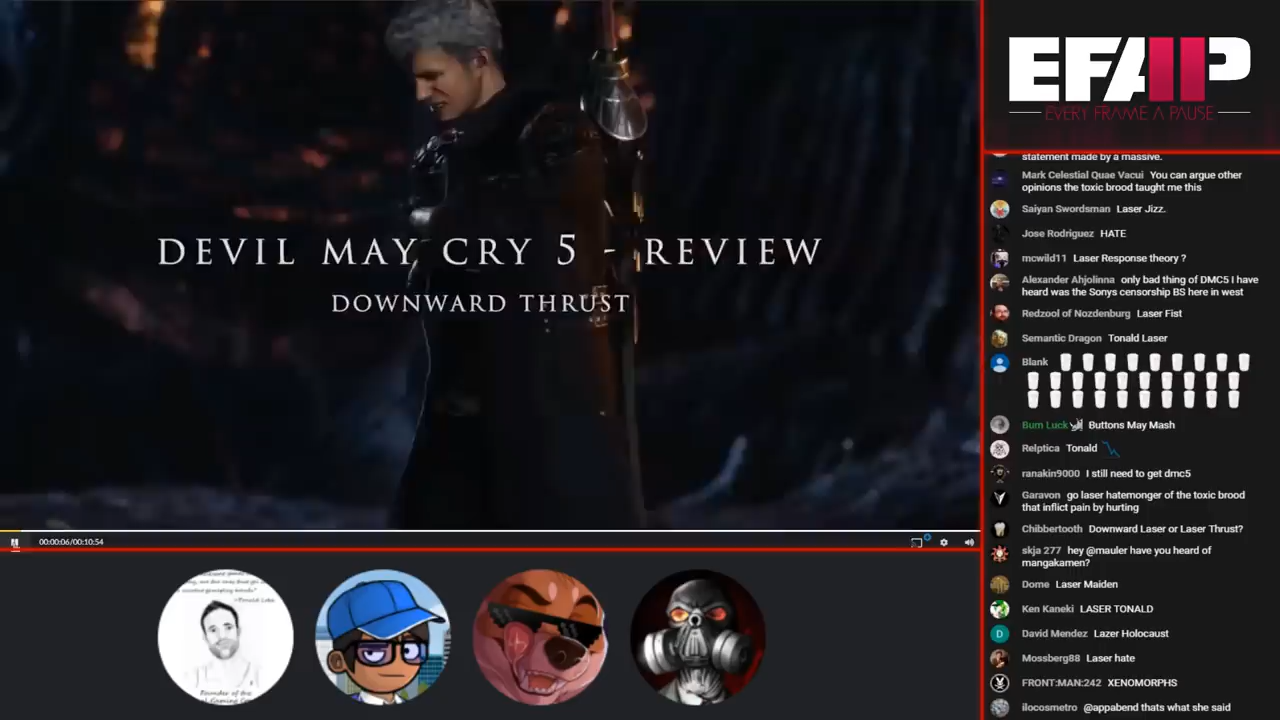 DEVIL MAY CRY 5 - REVIEW
DOWNWARD THRUST
00:00:06/00:10:54
EFAP
EVERY FRAME A PAUSE
statement made by a massive.
Mark Celestial Quae Vacui You can argue other
opinions the toxic brood taught me this
Saiyan Swordsman Laser Jizz.
Jose Rodriguez HATE
mcwild11 Laser Response theory ?
Alexander Ahjolinna only bad thing of DMC5 I have
heard was the Sonys censorship BS here in west
Redzool of Nozdenburg Laser Fist
Semantic Dragon Tonald Laser
Blank
Bum Luck Buttons May Mash
Relptica Tonald
ranakin9000 I still need to get dmc5
Garavon go laser hatemonger of the toxic brood
that inflict pain by hurting
Chibbertooth Downward Laser or Laser Thrust?
skja 277 hey @mauler have you heard of
mangakamen?
Dome Laser Maiden
Ken Kaneki LASER TONALD
D David Mendez Lazer Holocaust
Mossberg88 Laser hate
FRONT:MAN:242 XENOMORPHS
ilocosmetro @appabend thats what she said
Founder of the